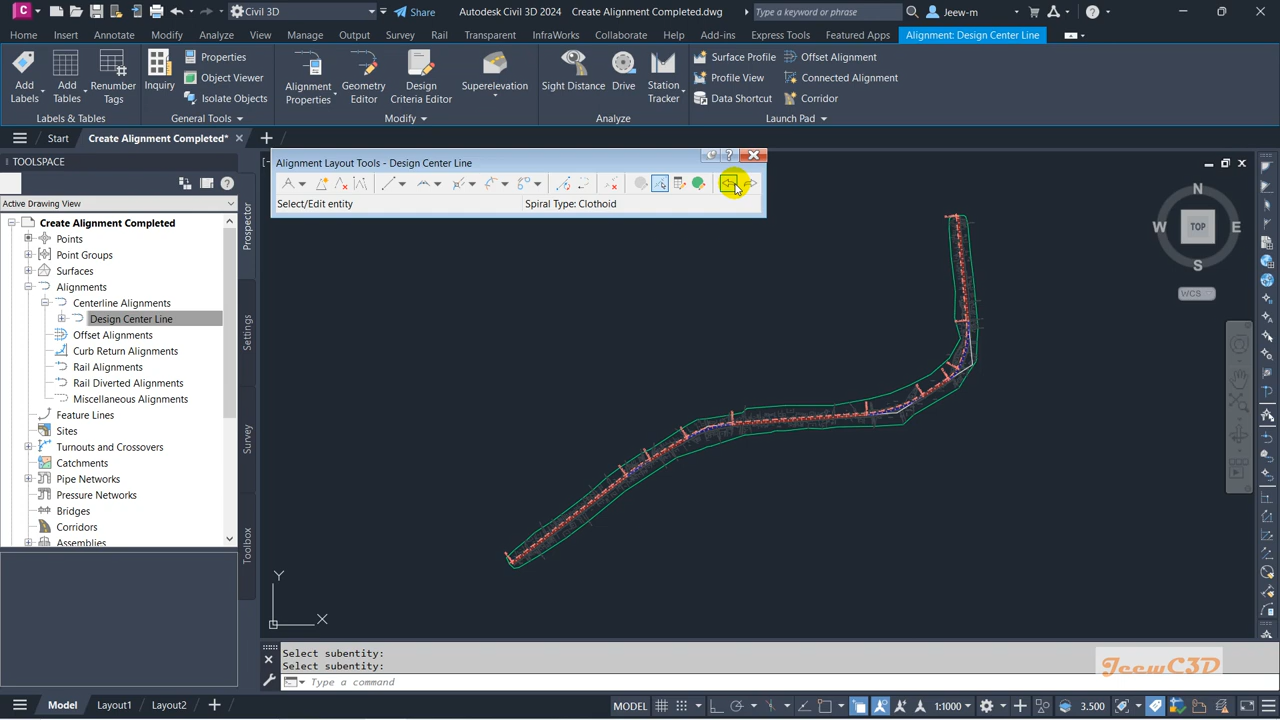 Civil 3D
Share
Autodesk Civil 3D 2024 Create Alignment Completed.dwg
Type a keyword or phrase
Jeew-m
Home Insert Annotate Modify Analyze View Manage Output Survey Rail Transparent InfraWorks Collaborate Help Add-ins Express Tools Featured Apps Alignment: Design Center Line
Add Labels
Add Tables
Renumber Tags
Labels & Tables
Inquiry
Properties
Object Viewer
Isolate Objects
General Tools
Alignment Properties
Geometry Editor
Design Criteria Editor
Superelevation
Modify
Sight Distance
Drive
Station Tracker
Analyze
Surface Profile
Profile View
Data Shortcut
Offset Alignment
Connected Alignment
Corridor
Launch Pad
Start
Create Alignment Completed*
TOOLSPACE
Active Drawing View
Create Alignment Completed
Points
Point Groups
Surfaces
Alignments
Centerline Alignments
Design Center Line
Offset Alignments
Curb Return Alignments
Rail Alignments
Rail Diverted Alignments
Miscellaneous Alignments
Feature Lines
Sites
Turnouts and Crossovers
Catchments
Pipe Networks
Pressure Networks
Bridges
Corridors
Assemblies
Prospector
Settings
Survey
Toolbox
Alignment Layout Tools - Design Center Line
Select/Edit entity
Spiral Type: Clothoid
N
W
TOP
E
S
WCS
Y
X
Select subentity:
Select subentity:
Type a command
JeewC3D
Model
Layout1
Layout2
MODEL
1:1000
3.500